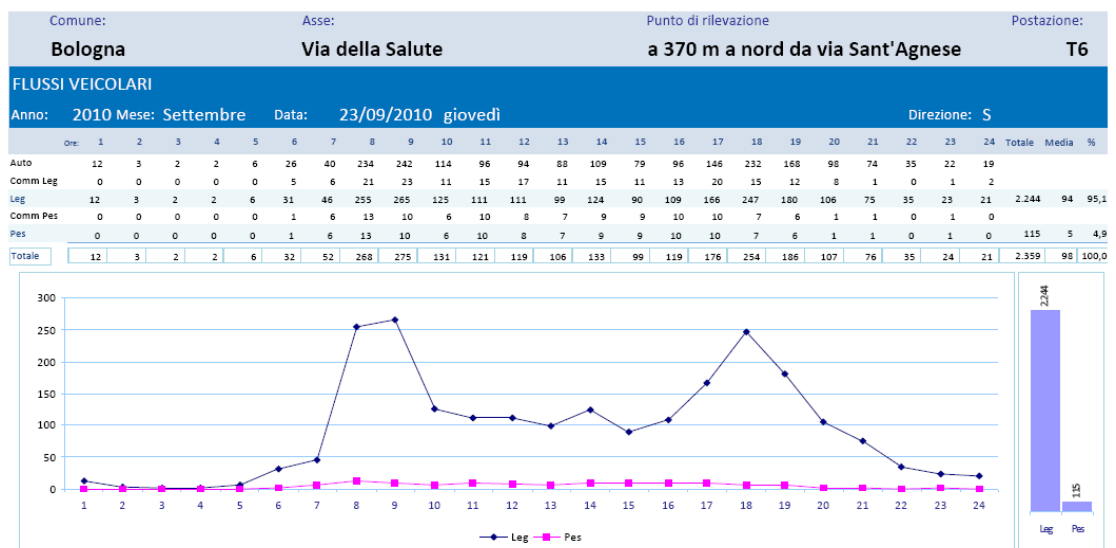 Comune: Asse: Punto di rilevazione Postazione:
Bologna Via della Salute a 370 m a nord da via Sant'Agnese T6
FLUSSI VEICOLARI
Anno: 2010 Mese: Settembre Data: 23/09/2010 giovedì Direzione: S
Ore: 1 2 3 4 5 6 7 8 9 10 11 12 13 14 15 16 17 18 19 20 21 22 23 24 Totale Media %
Auto 12 3 2 2 6 26 40 234 242 114 96 94 88 109 79 96 146 232 168 98 74 35 22 19
Comm Leg 0 0 0 0 0 5 6 21 23 11 15 17 11 15 11 13 20 15 12 8 1 0 1 2
Leg 12 3 2 2 6 31 46 255 265 125 111 111 99 124 90 109 166 247 180 106 75 35 23 21 2.244 94 95,1
Comm Pes 0 0 0 0 0 1 6 13 10 6 10 8 7 9 9 10 10 7 6 1 1 0 1 0
Pes 0 0 0 0 0 1 6 13 10 6 10 8 7 9 9 10 10 7 6 1 1 0 1 0 115 5 4,9
Totale 12 3 2 2 6 32 52 268 275 131 121 119 106 133 99 119 176 254 186 107 76 35 24 21 2.359 98 100,0
300
250
200
150
100
50
0
1 2 3 4 5 6 7 8 9 10 11 12 13 14 15 16 17 18 19 20 21 22 23 24
Leg Pes
2.244
115
Leg Pes